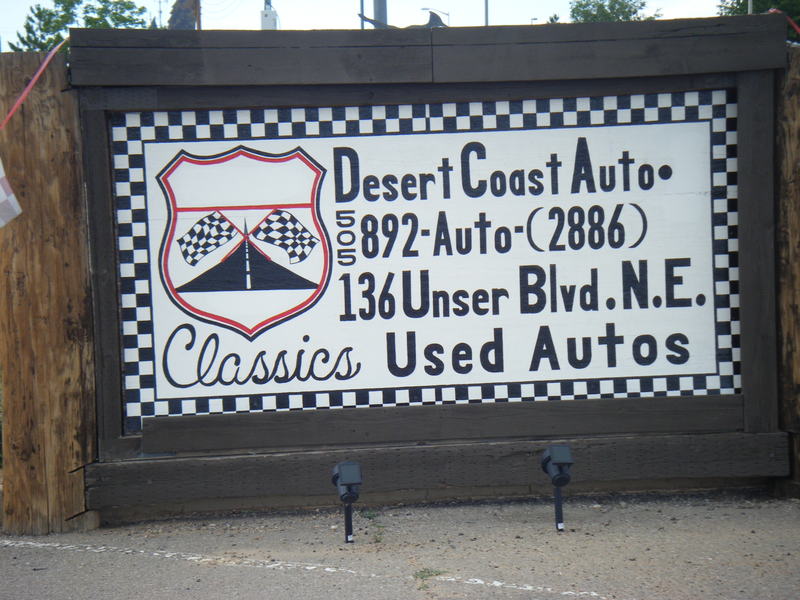 Desert Coast Auto•
505 892-Auto-(2886)
136 Unser Blvd. N.E.
Classics Used Autos